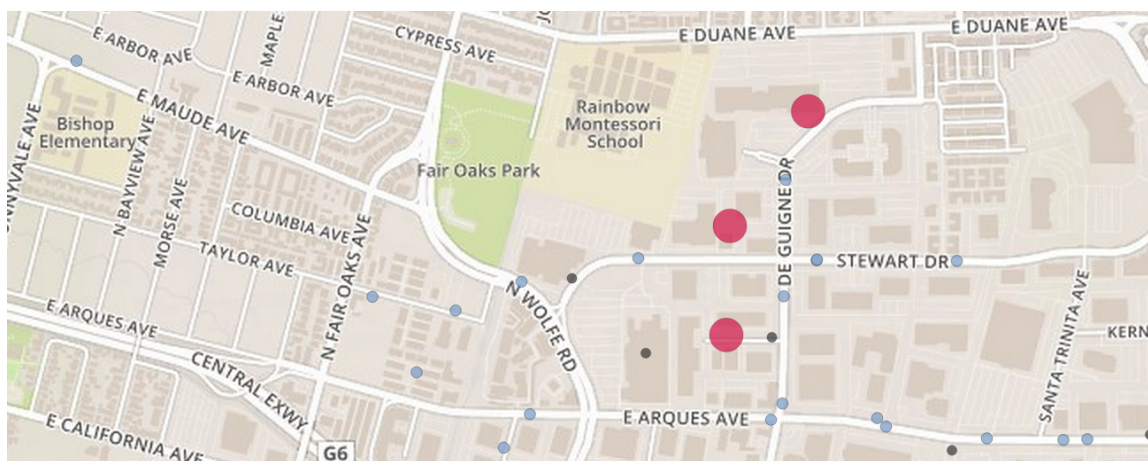 E DUANE AVE
E DUANE AVE
CYPRESS AVE
E ARBOR AVE
MAPLE
E ARBOR AVE
E MAUDE AVE
Rainbow
Montessori
School
Bishop
Elementary
Fair Oaks Park
N BAYVIEW AVE
MORSE AVE
COLUMBIA AVE
TAYLOR AVE
N FAIR OAKS AVE
DE GUIGNE DR
STEWART DR
N WOLFE RD
E ARQUES AVE
CENTRAL EXWY
SANTA TRINITA AVE
KERN
E ARQUES AVE
E CALIFORNIA AVE
G6